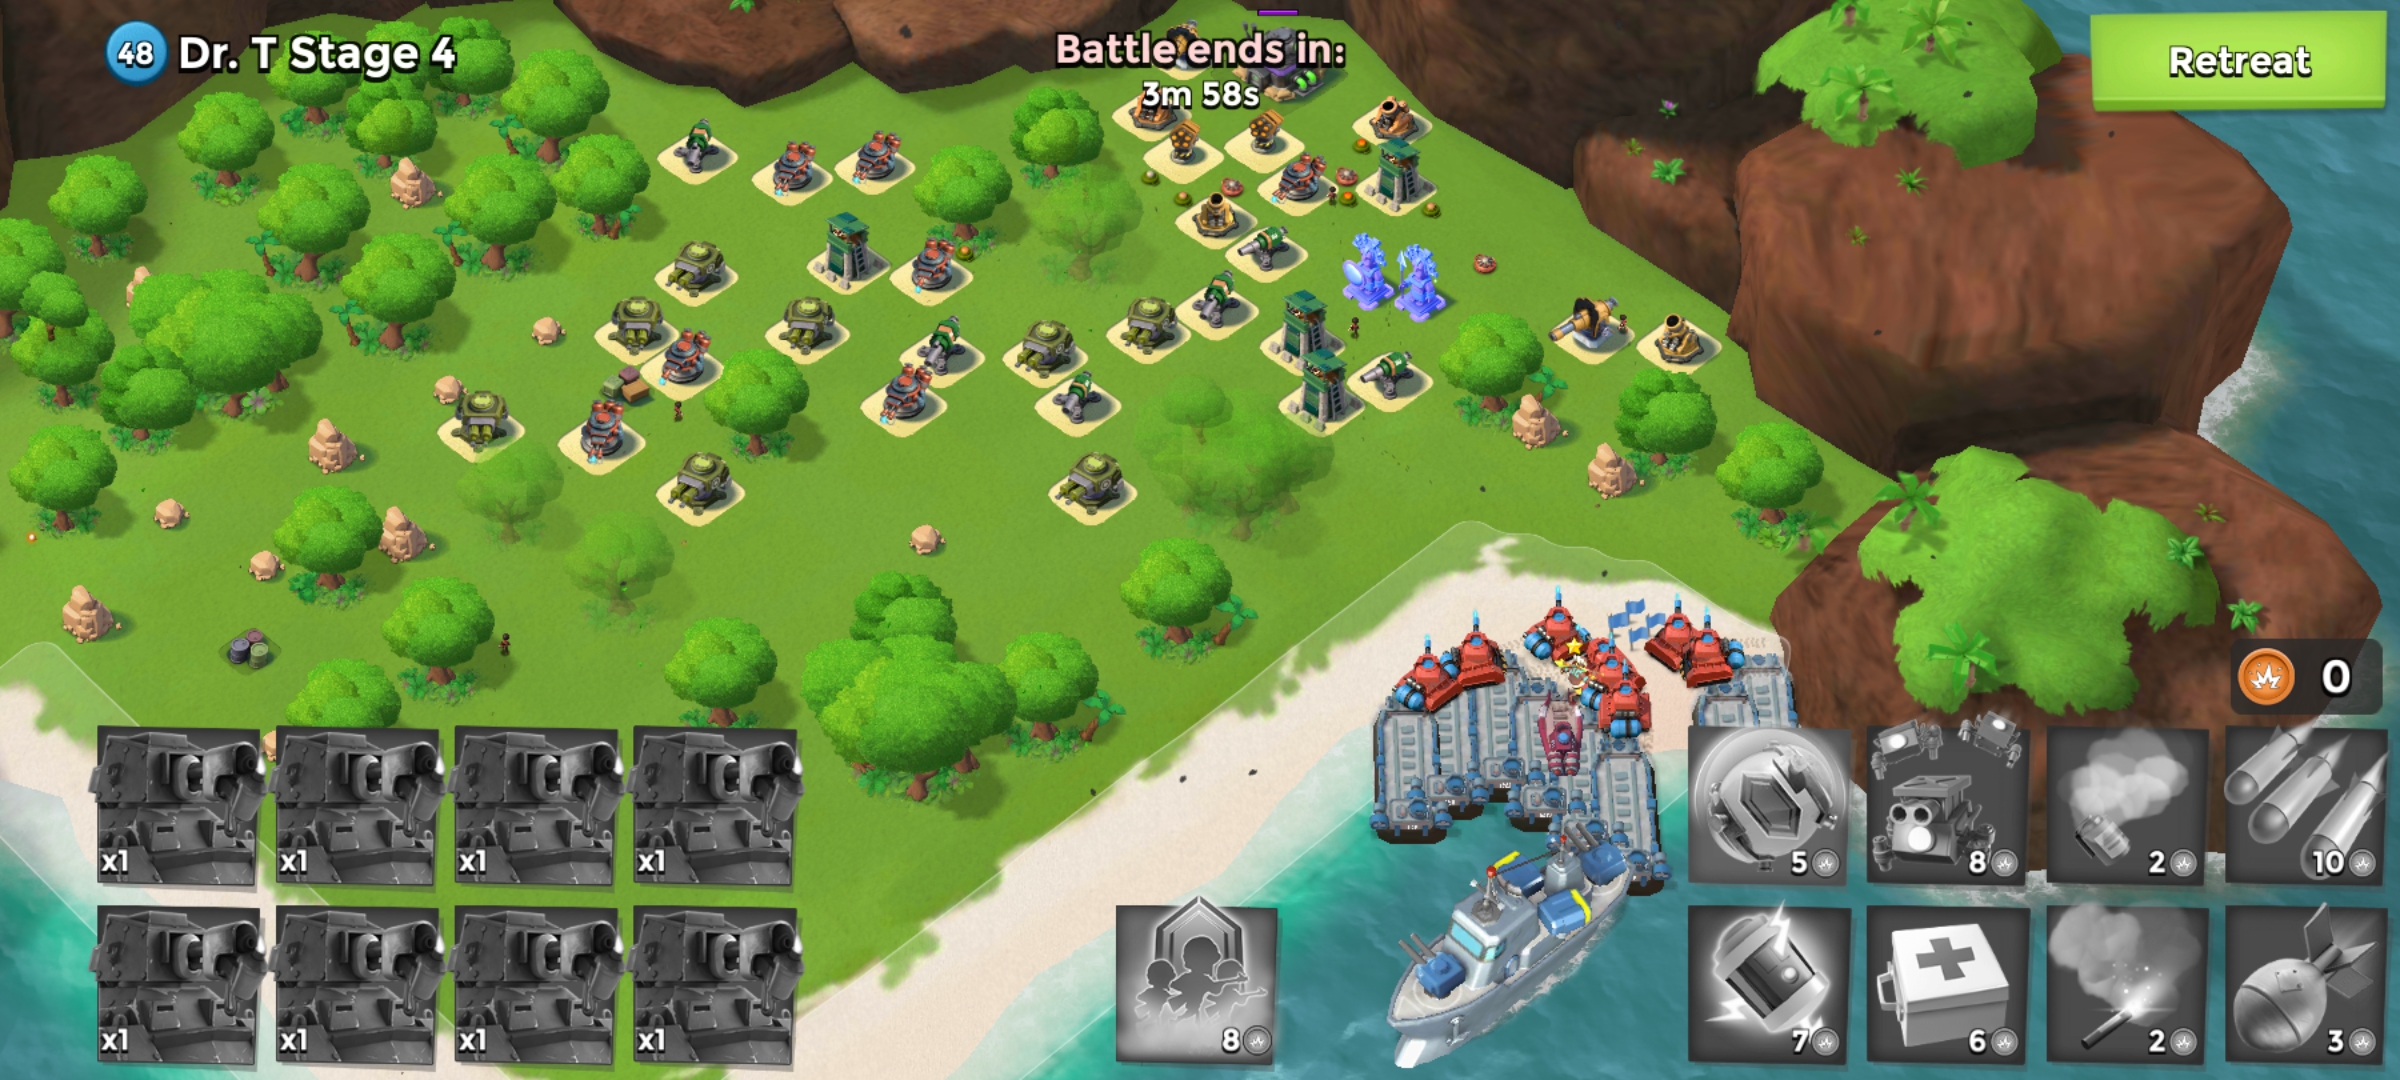 48 Dr. T Stage 4
Battle ends in:
3m 58s
Retreat
0
x1 x1 x1 x1
5 8 2 10
x1 x1 x1 x1
8
7 6 2 3